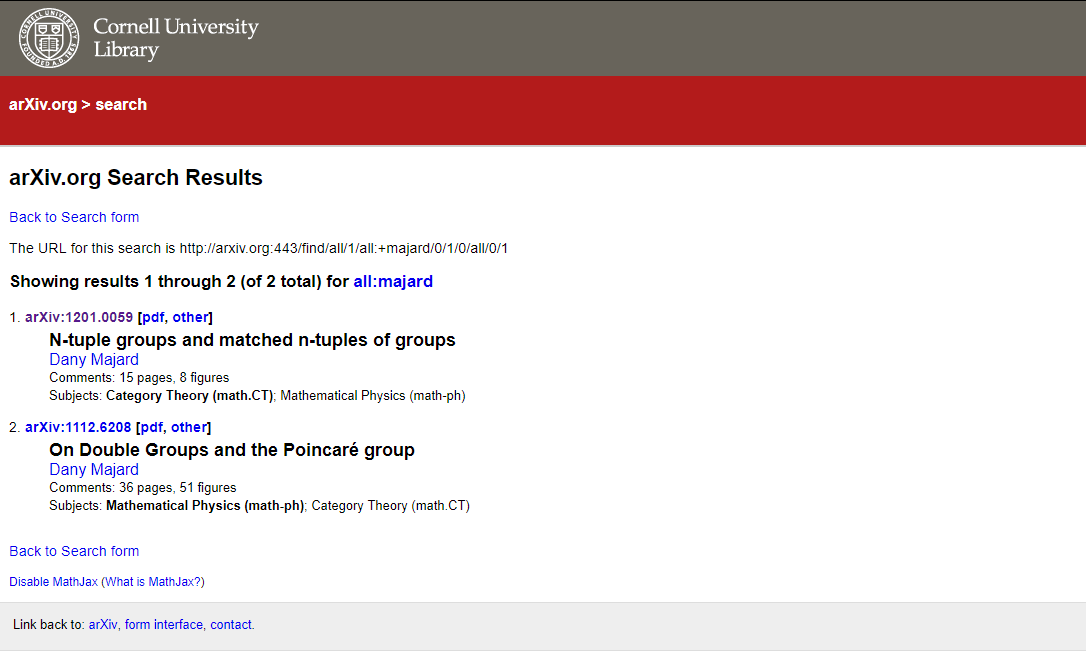 Cornell University
Library
arXiv.org > search
arXiv.org Search Results
Back to Search form
The URL for this search is http://arxiv.org:443/find/all/1/all:+majard/0/1/0/all/0/1
Showing results 1 through 2 (of 2 total) for all:majard
1. arXiv:1201.0059 [pdf, other]
N-tuple groups and matched n-tuples of groups
Dany Majard
Comments: 15 pages, 8 figures
Subjects: Category Theory (math.CT); Mathematical Physics (math-ph)
2. arXiv:1112.6208 [pdf, other]
On Double Groups and the Poincaré group
Dany Majard
Comments: 36 pages, 51 figures
Subjects: Mathematical Physics (math-ph); Category Theory (math.CT)
Back to Search form
Disable MathJax (What is MathJax?)
Link back to: arXiv, form interface, contact.